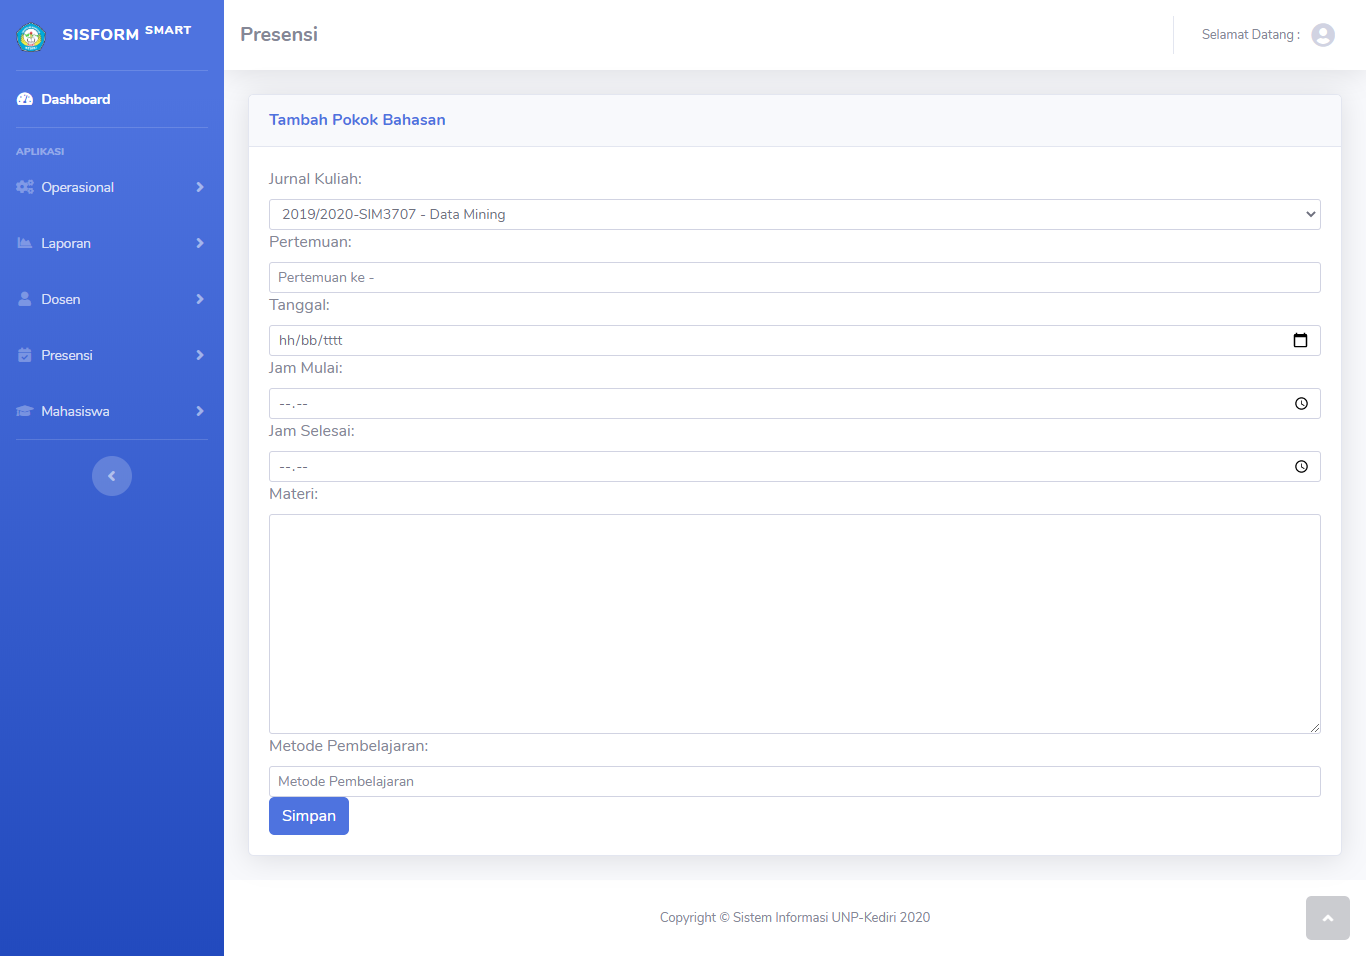 SISFORM SMART
Presensi
Selamat Datang :
Dashboard
APLIKASI
Operasional
Laporan
Dosen
Presensi
Mahasiswa
Tambah Pokok Bahasan
Jurnal Kuliah:
2019/2020-SIM3707 - Data Mining
Pertemuan:
Pertemuan ke -
Tanggal:
hh/bb/tttt
Jam Mulai:
--.--
Jam Selesai:
--.--
Materi:
Metode Pembelajaran:
Metode Pembelajaran
Simpan
Copyright © Sistem Informasi UNP-Kediri 2020